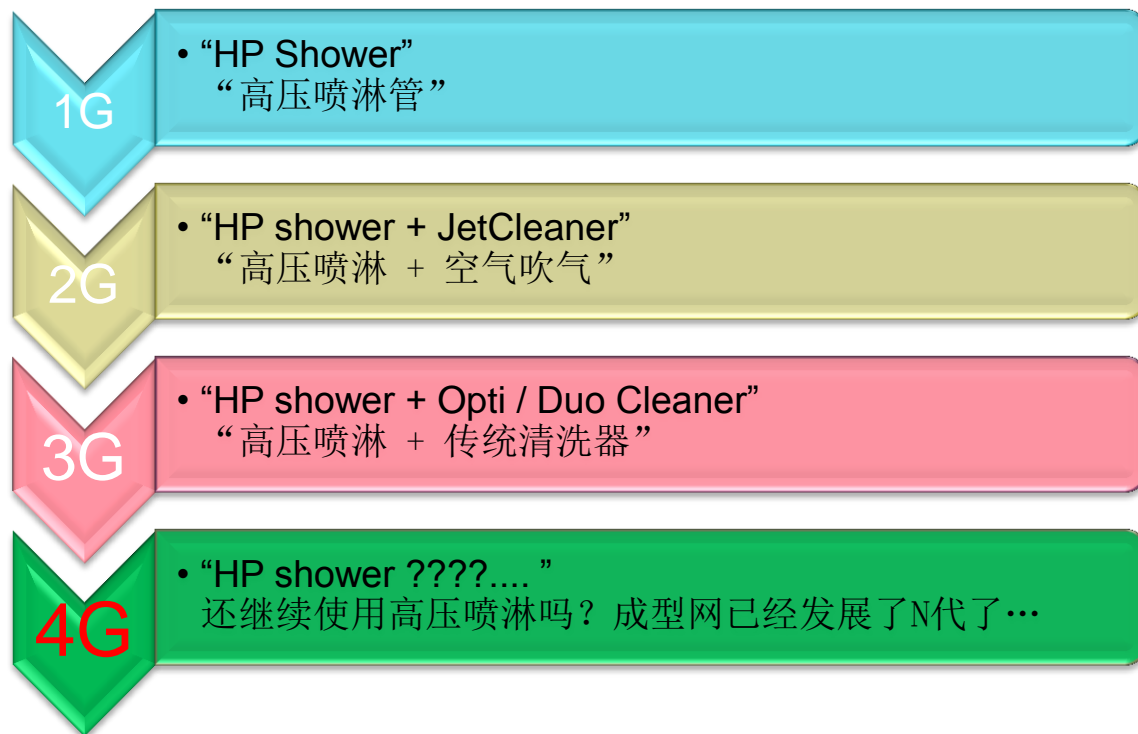 1G
• “HP Shower”
“高压喷淋管”
2G
• “HP shower + JetCleaner”
“高压喷淋 + 空气吹气”
3G
• “HP shower + Opti / Duo Cleaner”
“高压喷淋 + 传统清洗器”
4G
• “HP shower ????.... ”
还继续使用高压喷淋吗？成型网已经发展了N代了…